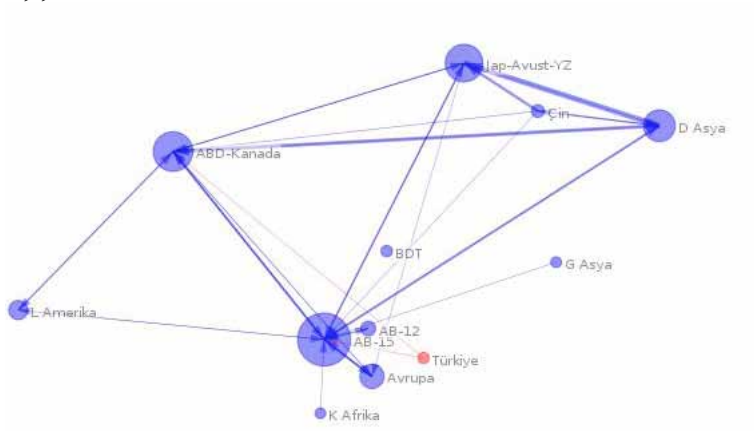 Jap-Avust-YZ
Çin
D Asya
ABD-Kanada
BDT
G Asya
L Amerika
AB-12
AB-15
Türkiye
Avrupa
K Afrika